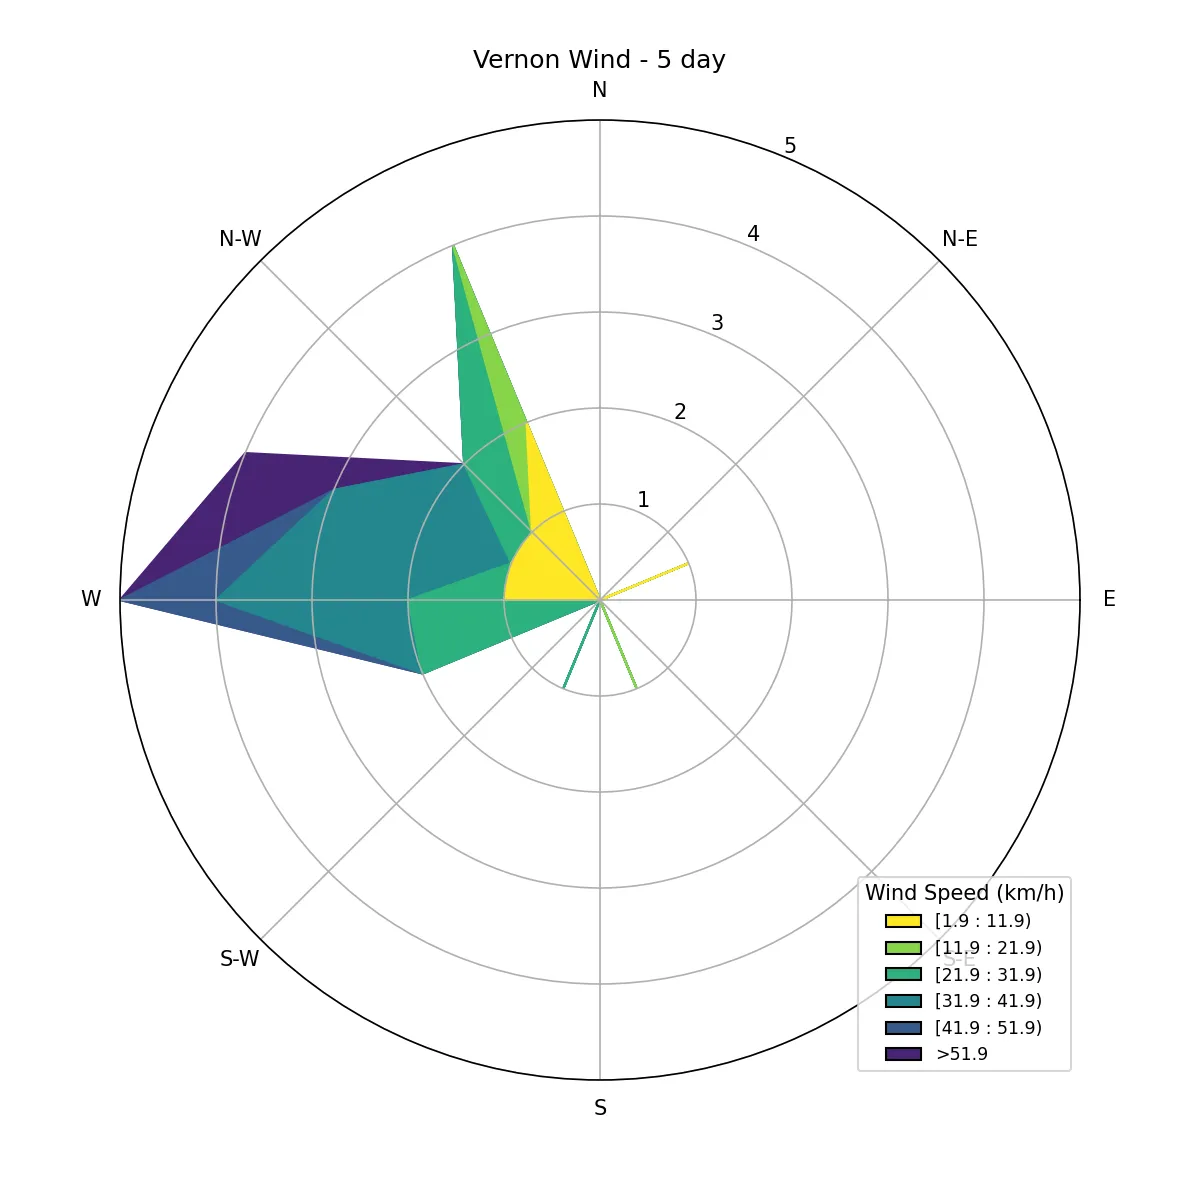 Vernon Wind - 5 day
N
5
N-W
N-E
4
3
2
1
W
E
S-W
S-E
S
Wind Speed (km/h)
[1.9 : 11.9)
[11.9 : 21.9)
[21.9 : 31.9)
[31.9 : 41.9)
[41.9 : 51.9)
>51.9